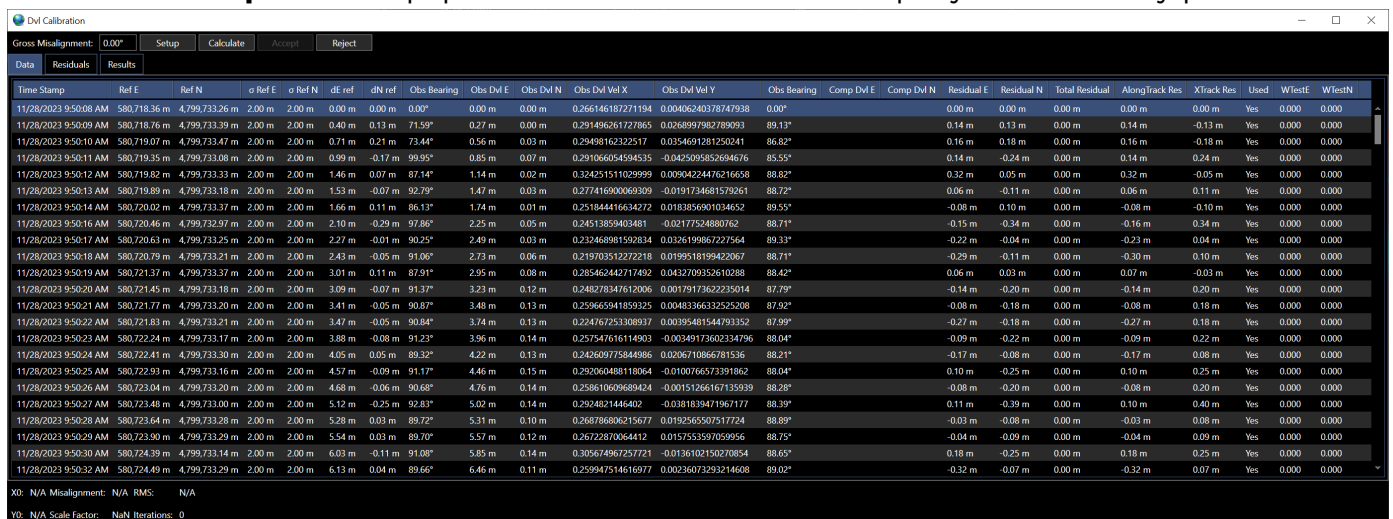 Dvl Calibration
Gross Misalignment: 0.00° Setup Calculate Accept Reject
Data Residuals Results
Time Stamp Ref E Ref N σ Ref E σ Ref N dE ref dN ref Obs Bearing Obs Dvl E Obs Dvl N Obs Dvl Vel X Obs Dvl Vel Y Obs Bearing Comp Dvl E Comp Dvl N Residual E Residual N Total Residual AlongTrack Res XTrack Res Used WTestE WTestN
11/28/2023 9:50:08 AM 580,718.36 m 4,799,733.26 m 2.00 m 2.00 m 0.00 m 0.00 m 0.00° 0.00 m 0.00 m 0.266146187271194 0.00406240378747938 0.00° 0.00 m 0.00 m 0.00 m 0.00 m 0.00 m Yes 0.000 0.000
11/28/2023 9:50:09 AM 580,718.76 m 4,799,733.39 m 2.00 m 2.00 m 0.40 m 0.13 m 71.59° 0.27 m 0.00 m 0.291496261727865 0.0268997982789093 89.13° 0.14 m 0.13 m 0.00 m 0.14 m -0.13 m Yes 0.000 0.000
11/28/2023 9:50:10 AM 580,719.07 m 4,799,733.47 m 2.00 m 2.00 m 0.71 m 0.21 m 73.44° 0.56 m 0.03 m 0.29498162322517 0.0354691281250241 86.82° 0.16 m 0.18 m 0.00 m 0.16 m -0.18 m Yes 0.000 0.000
11/28/2023 9:50:11 AM 580,719.35 m 4,799,733.08 m 2.00 m 2.00 m 0.99 m -0.17 m 99.95° 0.85 m 0.07 m 0.291066054594535 -0.0425095852694676 85.55° 0.14 m -0.24 m 0.00 m 0.14 m 0.24 m Yes 0.000 0.000
11/28/2023 9:50:12 AM 580,719.82 m 4,799,733.33 m 2.00 m 2.00 m 1.46 m 0.07 m 87.14° 1.14 m 0.02 m 0.324251511029999 0.00904224476216658 88.82° 0.32 m 0.05 m 0.00 m 0.32 m -0.05 m Yes 0.000 0.000
11/28/2023 9:50:13 AM 580,719.89 m 4,799,733.18 m 2.00 m 2.00 m 1.53 m -0.07 m 92.79° 1.47 m 0.03 m 0.277416900069309 -0.0191734681579261 88.72° 0.06 m -0.11 m 0.00 m 0.06 m 0.11 m Yes 0.000 0.000
11/28/2023 9:50:14 AM 580,720.02 m 4,799,733.37 m 2.00 m 2.00 m 1.66 m 0.11 m 86.13° 1.74 m 0.01 m 0.251844416634272 0.0183856901034652 89.55° -0.08 m 0.10 m 0.00 m -0.08 m -0.10 m Yes 0.000 0.000
11/28/2023 9:50:16 AM 580,720.46 m 4,799,732.97 m 2.00 m 2.00 m 2.10 m -0.29 m 97.86° 2.25 m 0.05 m 0.24513859403481 -0.02177524880762 88.71° -0.15 m -0.34 m 0.00 m -0.16 m 0.34 m Yes 0.000 0.000
11/28/2023 9:50:17 AM 580,720.63 m 4,799,733.25 m 2.00 m 2.00 m 2.27 m -0.01 m 90.25° 2.49 m 0.03 m 0.232468981592834 0.0326199867227564 89.33° -0.22 m -0.04 m 0.00 m -0.23 m 0.04 m Yes 0.000 0.000
11/28/2023 9:50:18 AM 580,720.79 m 4,799,733.21 m 2.00 m 2.00 m 2.43 m -0.05 m 91.06° 2.73 m 0.06 m 0.219703512272218 0.0199518199422067 88.71° -0.29 m -0.11 m 0.00 m -0.30 m 0.10 m Yes 0.000 0.000
11/28/2023 9:50:19 AM 580,721.37 m 4,799,733.37 m 2.00 m 2.00 m 3.01 m 0.11 m 87.91° 2.95 m 0.08 m 0.285462442717492 0.0432709352610288 88.42° 0.06 m 0.03 m 0.00 m 0.07 m -0.03 m Yes 0.000 0.000
11/28/2023 9:50:20 AM 580,721.45 m 4,799,733.18 m 2.00 m 2.00 m 3.09 m -0.07 m 91.37° 3.23 m 0.12 m 0.248278347612006 0.00179173622235014 87.79° -0.14 m -0.20 m 0.00 m -0.14 m 0.20 m Yes 0.000 0.000
11/28/2023 9:50:21 AM 580,721.77 m 4,799,733.20 m 2.00 m 2.00 m 3.41 m -0.05 m 90.87° 3.48 m 0.13 m 0.259665941859325 0.00483366332525208 87.92° -0.08 m -0.18 m 0.00 m -0.08 m 0.18 m Yes 0.000 0.000
11/28/2023 9:50:22 AM 580,721.83 m 4,799,733.21 m 2.00 m 2.00 m 3.47 m -0.05 m 90.84° 3.74 m 0.13 m 0.224767253308937 0.00395481544793352 87.99° -0.27 m -0.18 m 0.00 m -0.27 m 0.18 m Yes 0.000 0.000
11/28/2023 9:50:23 AM 580,722.24 m 4,799,733.17 m 2.00 m 2.00 m 3.88 m -0.08 m 91.23° 3.96 m 0.14 m 0.257547616114903 -0.00349173602334796 88.04° -0.09 m -0.22 m 0.00 m -0.09 m 0.22 m Yes 0.000 0.000
11/28/2023 9:50:24 AM 580,722.41 m 4,799,733.30 m 2.00 m 2.00 m 4.05 m 0.05 m 89.32° 4.22 m 0.13 m 0.242609775844986 0.0206710866781536 88.21° -0.17 m -0.08 m 0.00 m -0.17 m 0.08 m Yes 0.000 0.000
11/28/2023 9:50:25 AM 580,722.93 m 4,799,733.16 m 2.00 m 2.00 m 4.57 m -0.09 m 91.17° 4.46 m 0.15 m 0.292060488118064 -0.0100766573391862 88.04° 0.10 m -0.25 m 0.00 m 0.10 m 0.25 m Yes 0.000 0.000
11/28/2023 9:50:26 AM 580,723.04 m 4,799,733.20 m 2.00 m 2.00 m 4.68 m -0.06 m 90.68° 4.76 m 0.14 m 0.258610609689424 -0.00151266167135939 88.28° -0.08 m -0.20 m 0.00 m -0.08 m 0.20 m Yes 0.000 0.000
11/28/2023 9:50:27 AM 580,723.48 m 4,799,733.00 m 2.00 m 2.00 m 5.12 m -0.25 m 92.83° 5.02 m 0.14 m 0.2924821446402 -0.0381839471967177 88.39° 0.11 m -0.39 m 0.00 m 0.10 m 0.40 m Yes 0.000 0.000
11/28/2023 9:50:28 AM 580,723.64 m 4,799,733.28 m 2.00 m 2.00 m 5.28 m 0.03 m 89.72° 5.31 m 0.10 m 0.268786806215677 0.0192565507517724 88.89° -0.03 m -0.08 m 0.00 m -0.03 m 0.08 m Yes 0.000 0.000
11/28/2023 9:50:29 AM 580,723.90 m 4,799,733.29 m 2.00 m 2.00 m 5.54 m 0.03 m 89.70° 5.57 m 0.12 m 0.26722870064412 0.0157553597059956 88.75° -0.04 m -0.09 m 0.00 m -0.04 m 0.09 m Yes 0.000 0.000
11/28/2023 9:50:30 AM 580,724.39 m 4,799,733.14 m 2.00 m 2.00 m 6.03 m -0.11 m 91.08° 5.85 m 0.14 m 0.305674967257721 -0.0136102150270854 88.65° 0.18 m -0.25 m 0.00 m 0.18 m 0.25 m Yes 0.000 0.000
11/28/2023 9:50:32 AM 580,724.49 m 4,799,733.29 m 2.00 m 2.00 m 6.13 m 0.04 m 89.66° 6.46 m 0.11 m 0.259947514616977 0.00236073293214608 89.02° -0.32 m -0.07 m 0.00 m -0.32 m 0.07 m Yes 0.000 0.000
X0: N/A Misalignment: N/A RMS: N/A
Y0: N/A Scale Factor: NaN Iterations: 0